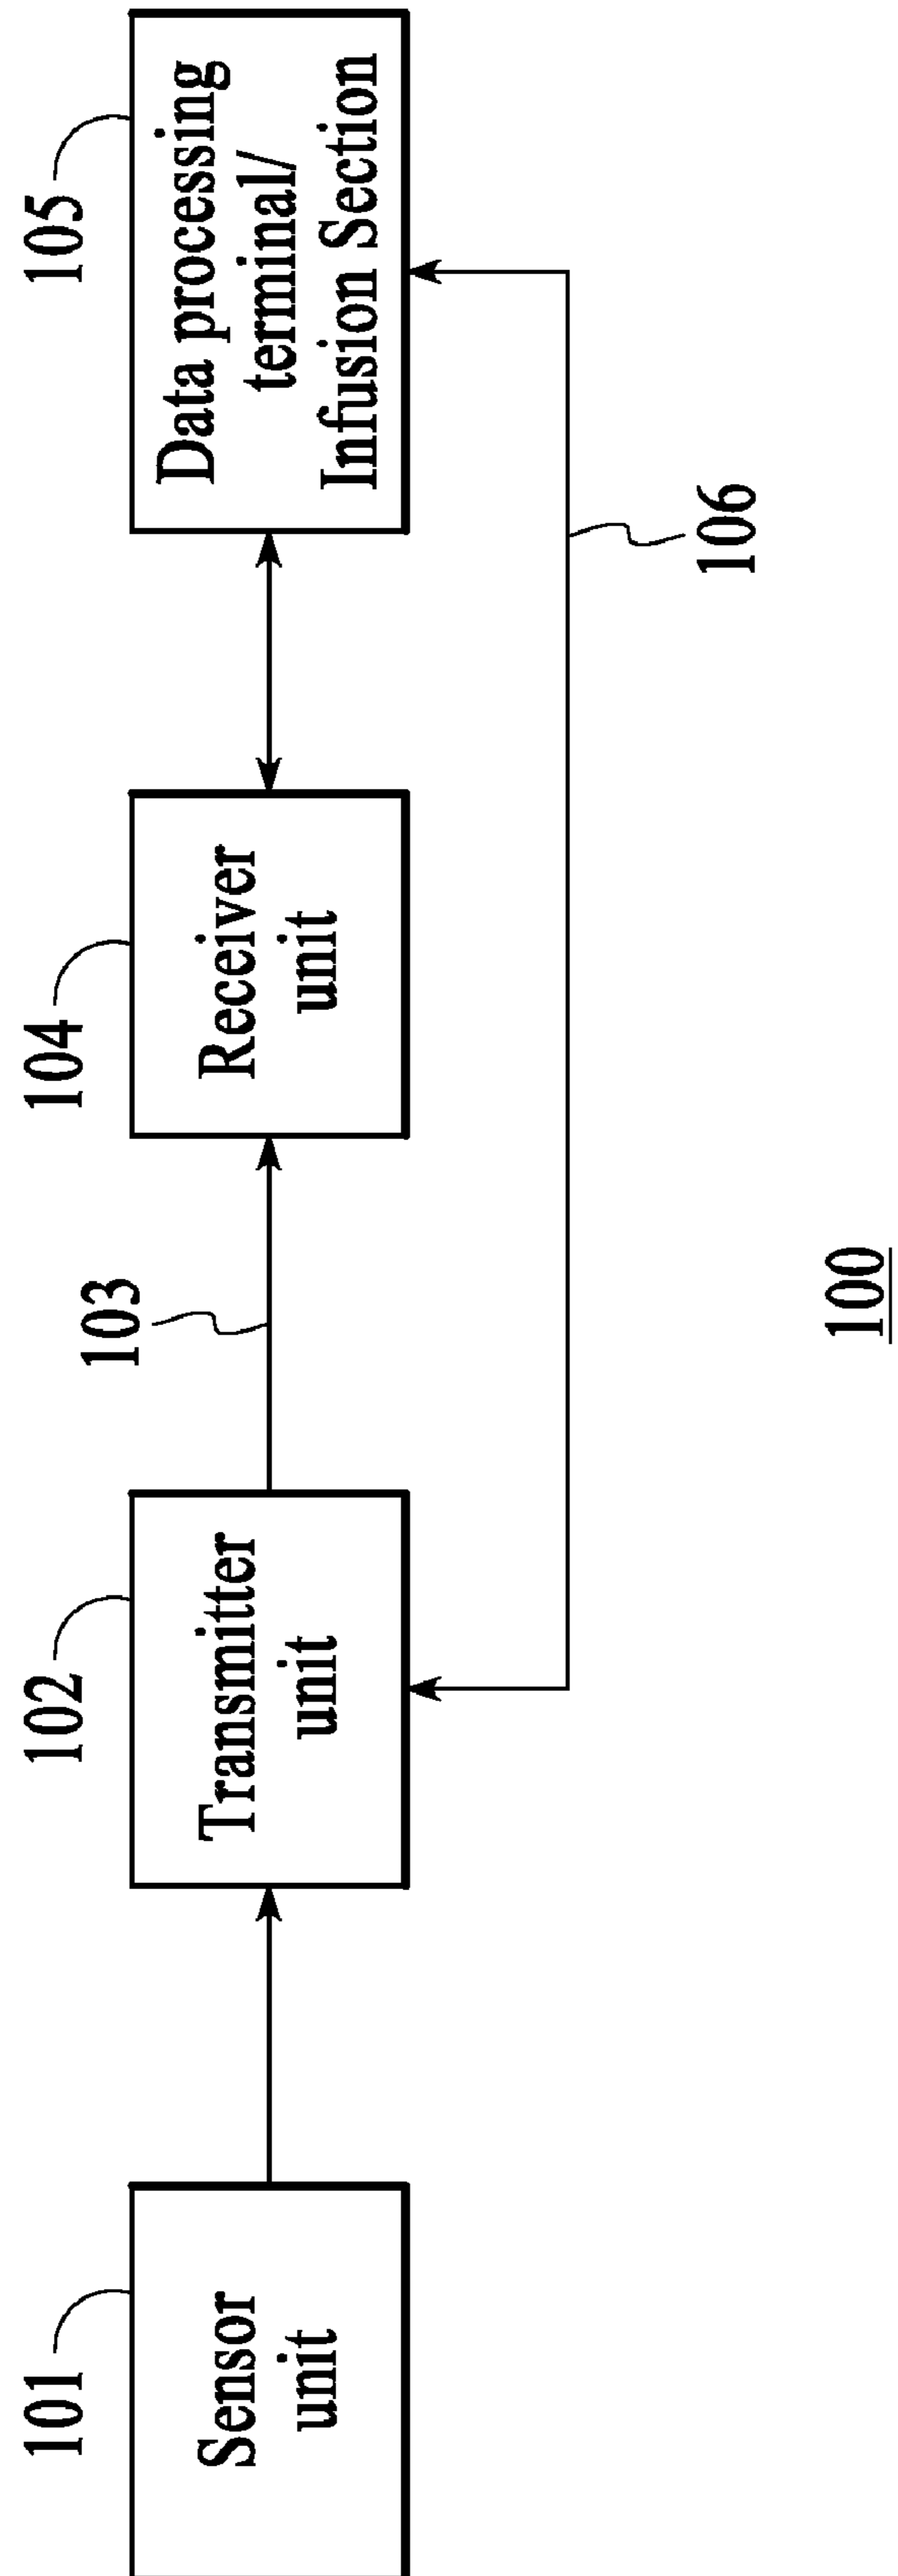 101
102
103
104
105
Sensor
unit
Transmitter
unit
Receiver
unit
Data processing
terminal/
Infusion Section
106
100